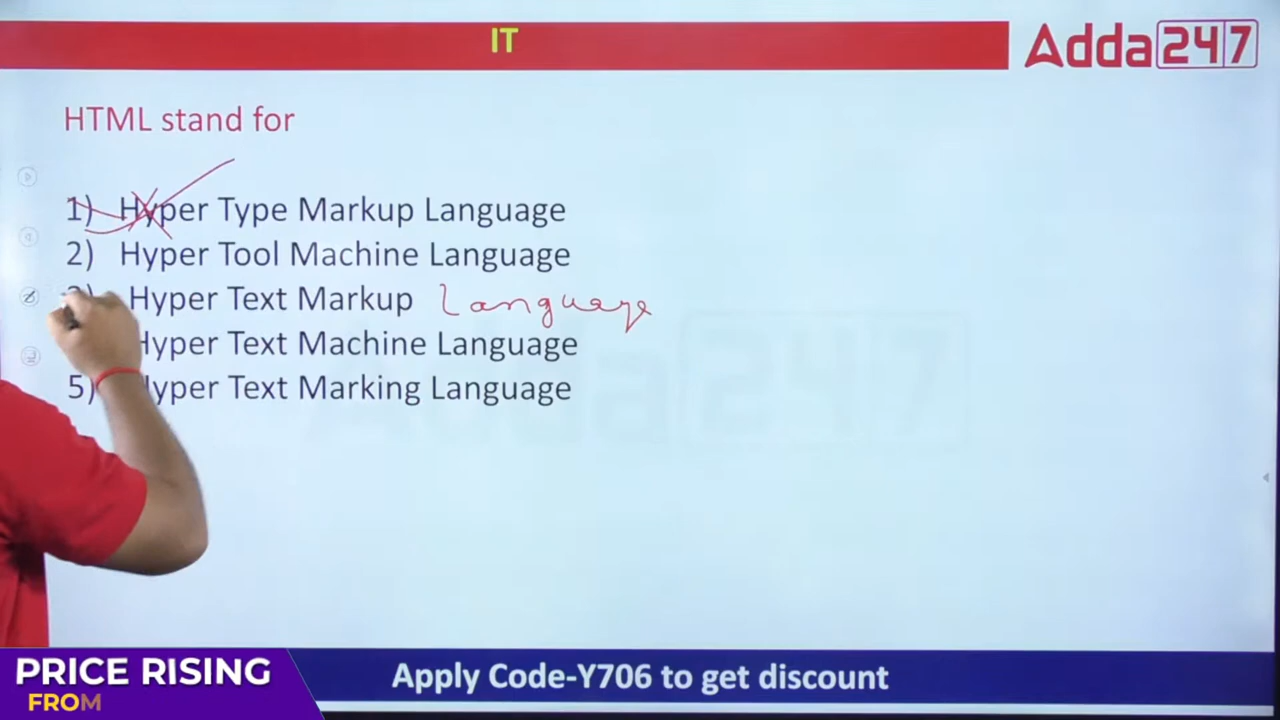 IT
Adda247
HTML stand for
1) Hyper Type Markup Language
2) Hyper Tool Machine Language
3) Hyper Text Markup Language
Hyper Text Machine Language
5) Hyper Text Marking Language
PRICE RISING
FROM
Apply Code-Y706 to get discount